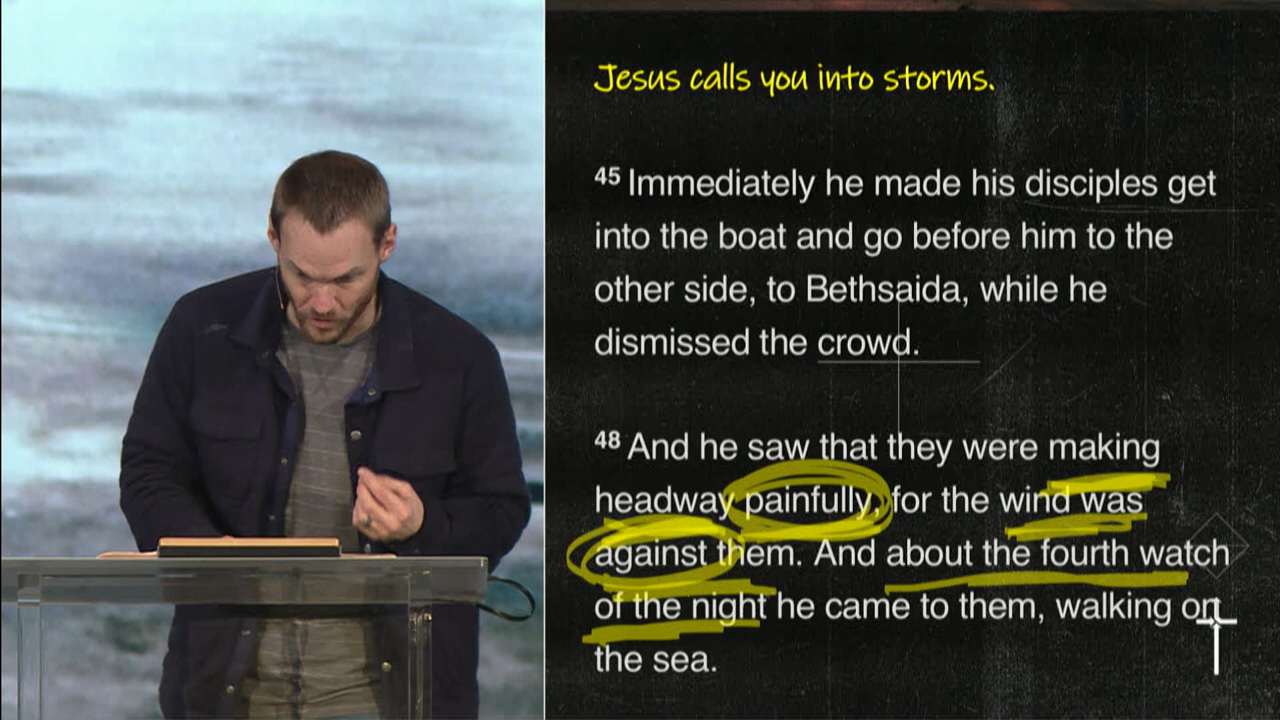 Jesus calls you into storms.
45 Immediately he made his disciples get
into the boat and go before him to the
other side, to Bethsaida, while he
dismissed the crowd.
48 And he saw that they were making
headway painfully, for the wind was
against them. And about the fourth watch
of the night he came to them, walking on
the sea.